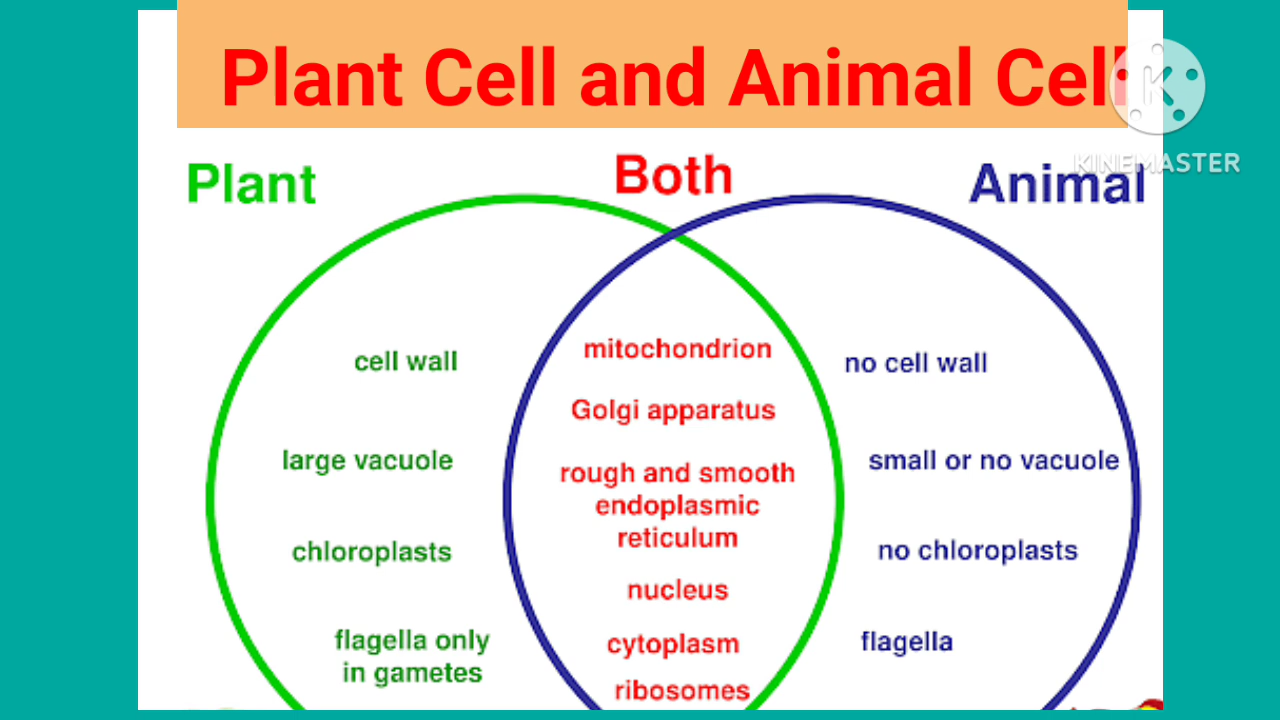 Plant Cell and Animal Cell
KINEMASTER
Plant
Both
Animal
cell wall
large vacuole
chloroplasts
flagella only
in gametes
mitochondrion
Golgi apparatus
rough and smooth
endoplasmic
reticulum
nucleus
cytoplasm
ribosomes
no cell wall
small or no vacuole
no chloroplasts
flagella